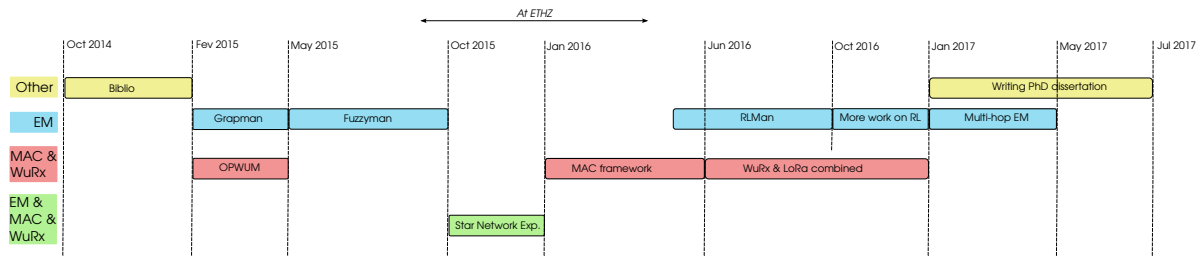 At ETHZ
Oct 2014
Fev 2015
May 2015
Oct 2015
Jan 2016
Jun 2016
Oct 2016
Jan 2017
May 2017
Jul 2017
Other
Biblio
Writing PhD dissertation
EM
Grapman
Fuzzyman
RLMan
More work on RL
Multi-hop EM
MAC &
WuRx
OPWUM
MAC framework
WuRx & LoRa combined
EM &
MAC &
WuRx
Star Network Exp.